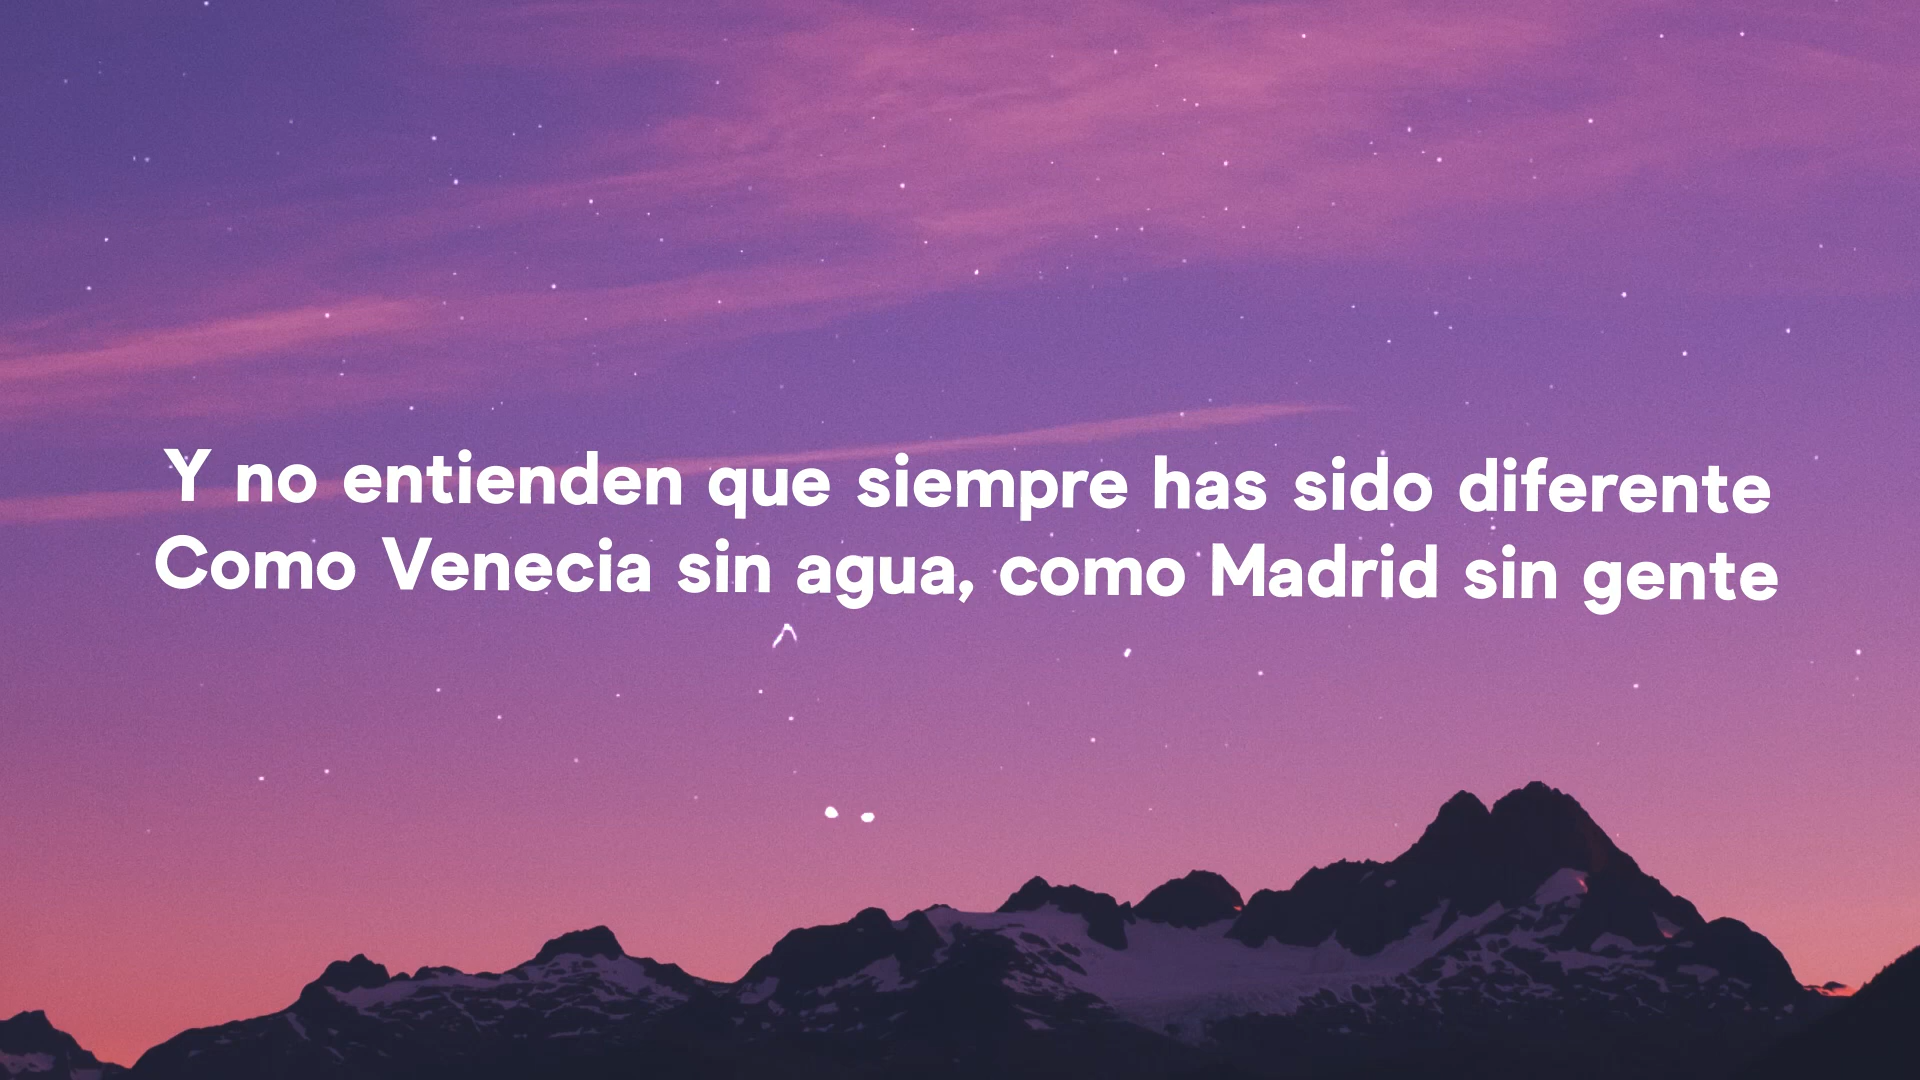 Y no entienden que siempre has sido diferente
Como Venecia sin agua, como Madrid sin gente